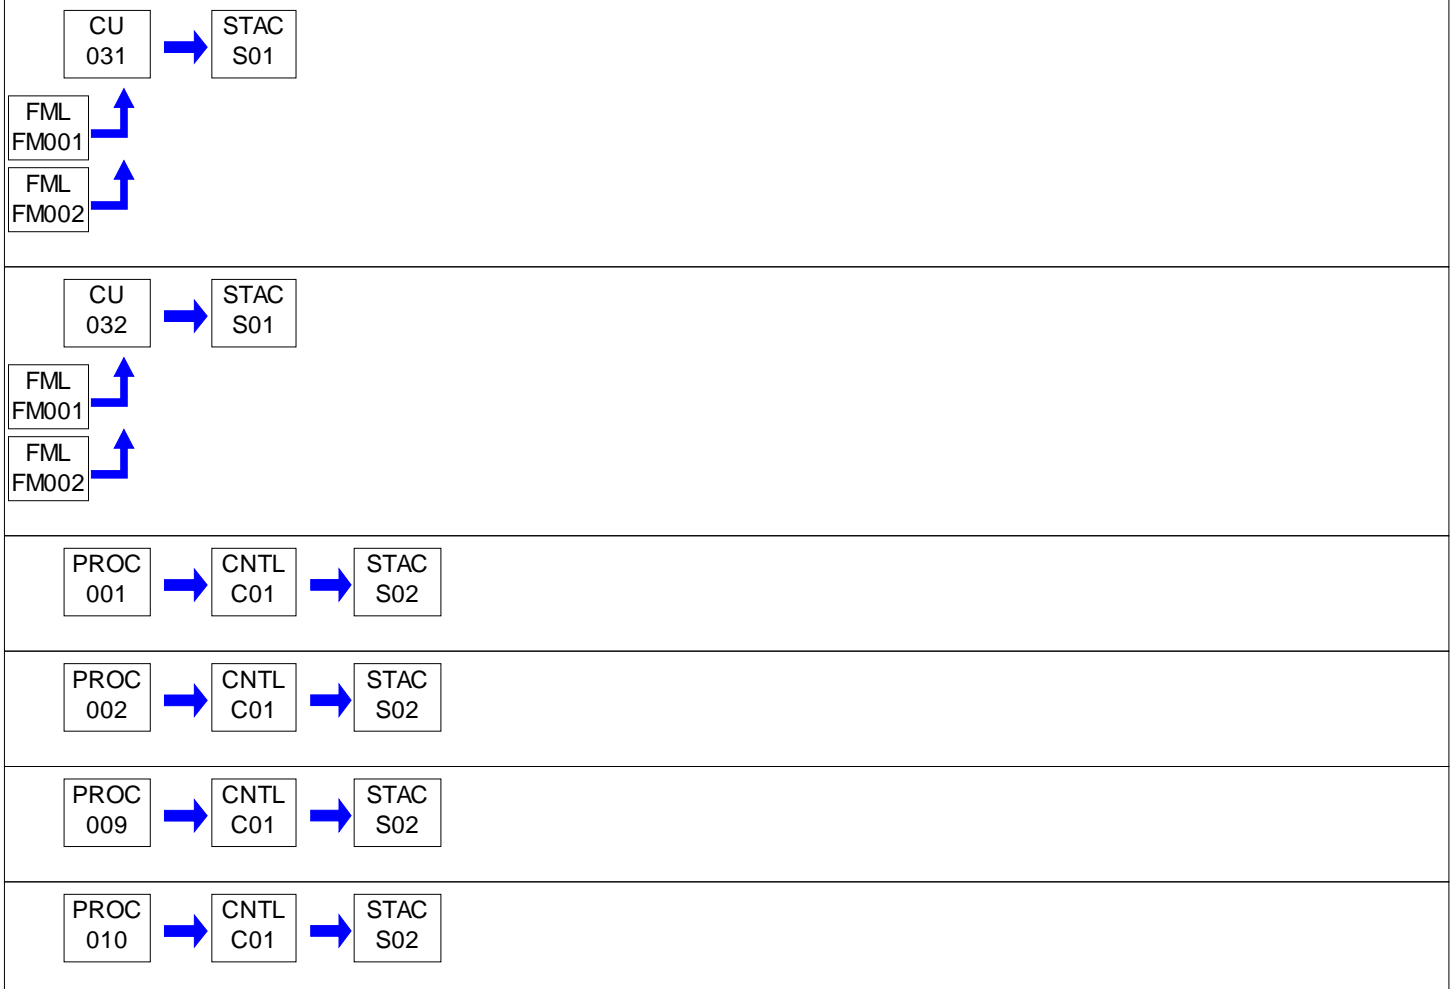 CU
031
STAC
S01
FML
FM001
FML
FM002
CU
032
STAC
S01
FML
FM001
FML
FM002
PROC
001
CNTL
C01
STAC
S02
PROC
002
CNTL
C01
STAC
S02
PROC
009
CNTL
C01
STAC
S02
PROC
010
CNTL
C01
STAC
S02